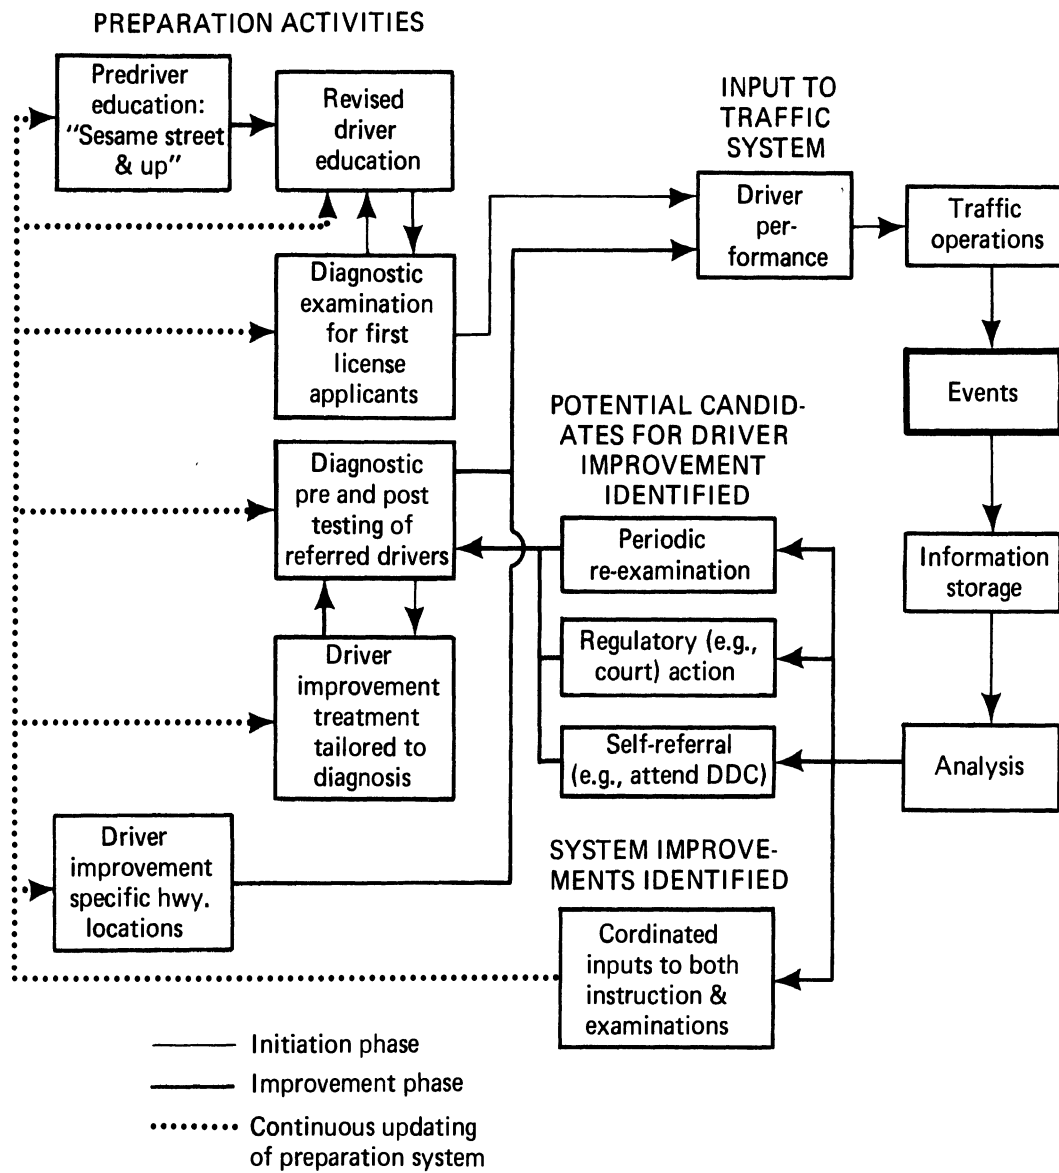 PREPARATION ACTIVITIES
Predriver
education:
"Sesame street
& up"
Revised
driver
education
INPUT TO
TRAFFIC
SYSTEM
Driver
per-
formance
Traffic
operations
Diagnostic
examination
for first
license
applicants
Events
POTENTIAL CANDID-
ATES FOR DRIVER
IMPROVEMENT
IDENTIFIED
Diagnostic
pre and post
testing of
referred drivers
Periodic
re-examination
Information
storage
Driver
improvement
treatment
tailored to
diagnosis
Regulatory (e.g.,
court) action
Self-referral
(e.g., attend DDC)
Analysis
Driver
improvement
specific hwy.
locations
SYSTEM IMPROVE-
MENTS IDENTIFIED
Cordinated
inputs to both
instruction &
examinations
Initiation phase
Improvement phase
Continuous updating
of preparation system